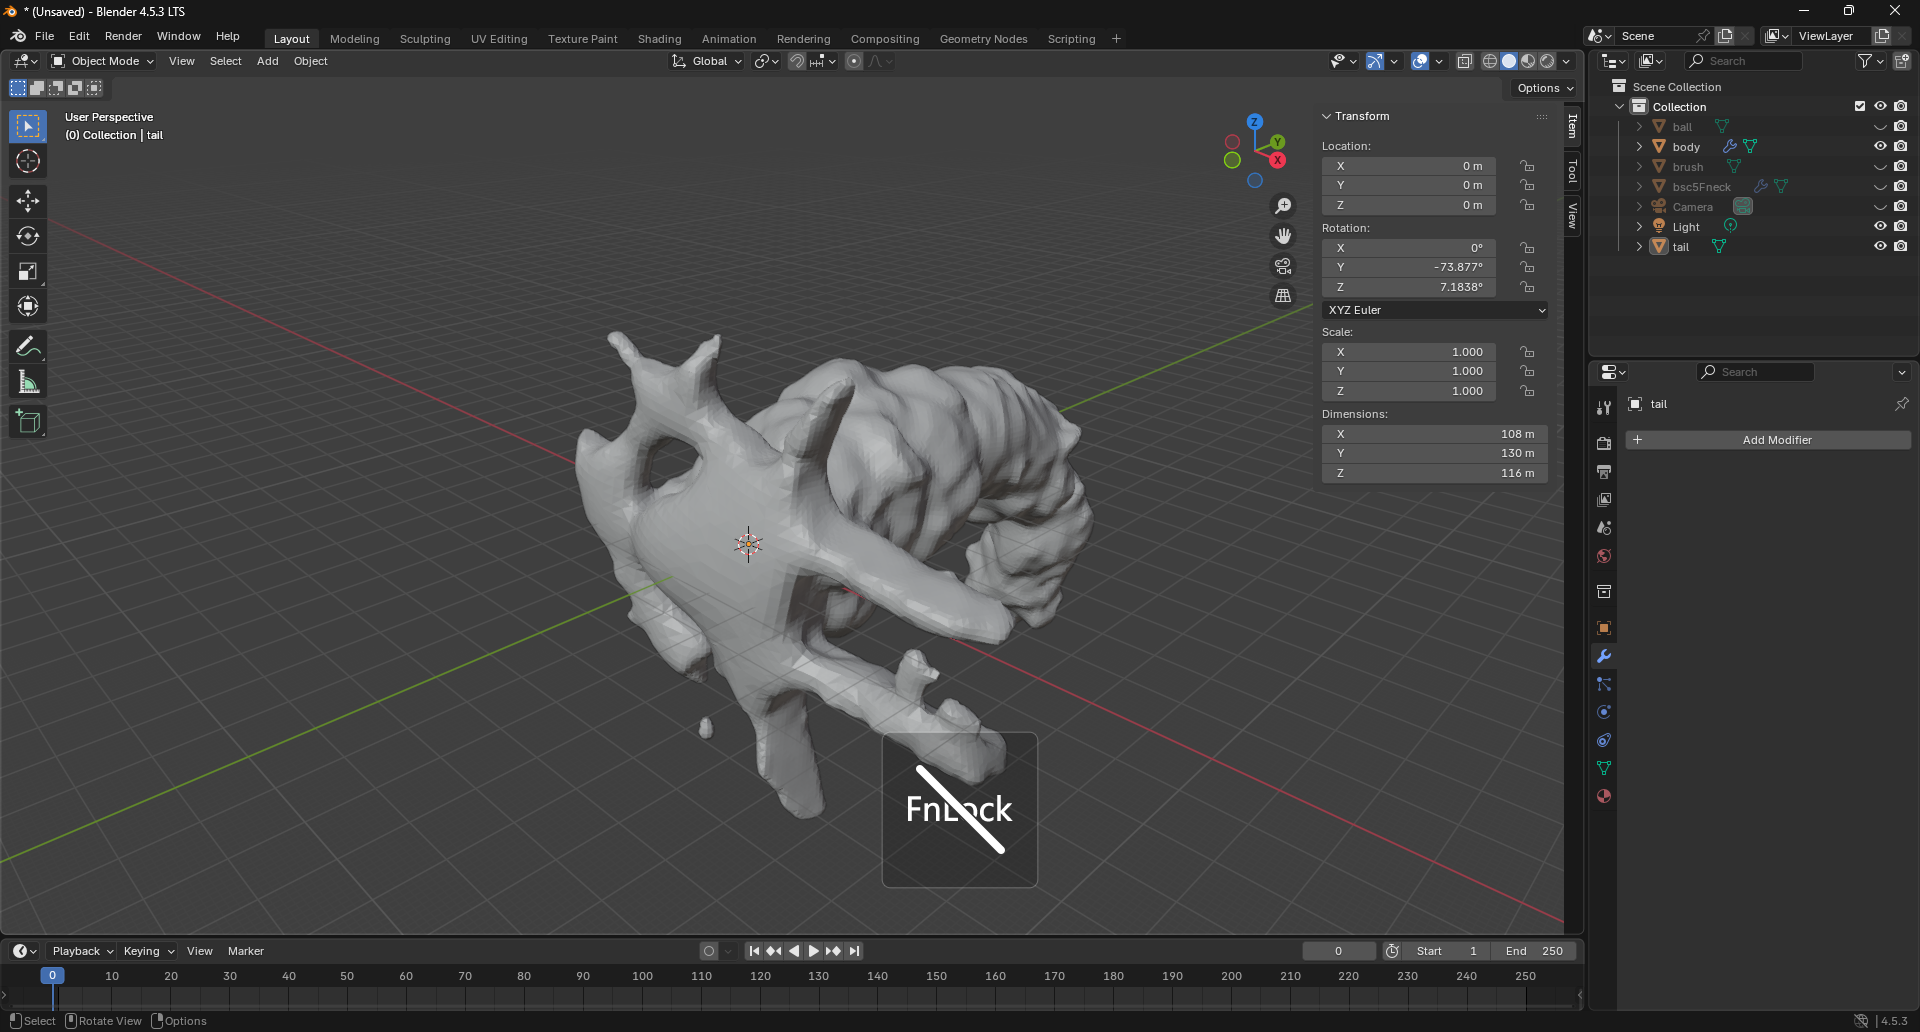 * (Unsaved) - Blender 4.5.3 LTS
File Edit Render Window Help
Layout Modeling Sculpting UV Editing Texture Paint Shading Animation Rendering Compositing Geometry Nodes Scripting +
Scene
ViewLayer
Object Mode View Select Add Object
Global
Options
User Perspective
(0) Collection | tail
Z
Y
X
Item
Tool
View
Transform
Location:
X 0 m
Y 0 m
Z 0 m
Rotation:
X 0°
Y -73.877°
Z 7.1838°
XYZ Euler
Scale:
X 1.000
Y 1.000
Z 1.000
Dimensions:
X 108 m
Y 130 m
Z 116 m
Search
Scene Collection
Collection
ball
body
brush
bsc5Fneck
Camera
Light
tail
Search
tail
+ Add Modifier
FnLock
Playback Keying View Marker
0
Start 1
End 250
0 10 20 30 40 50 60 70 80 90 100 110 120 130 140 150 160 170 180 190 200 210 220 230 240 250
Select Rotate View Options
4.5.3